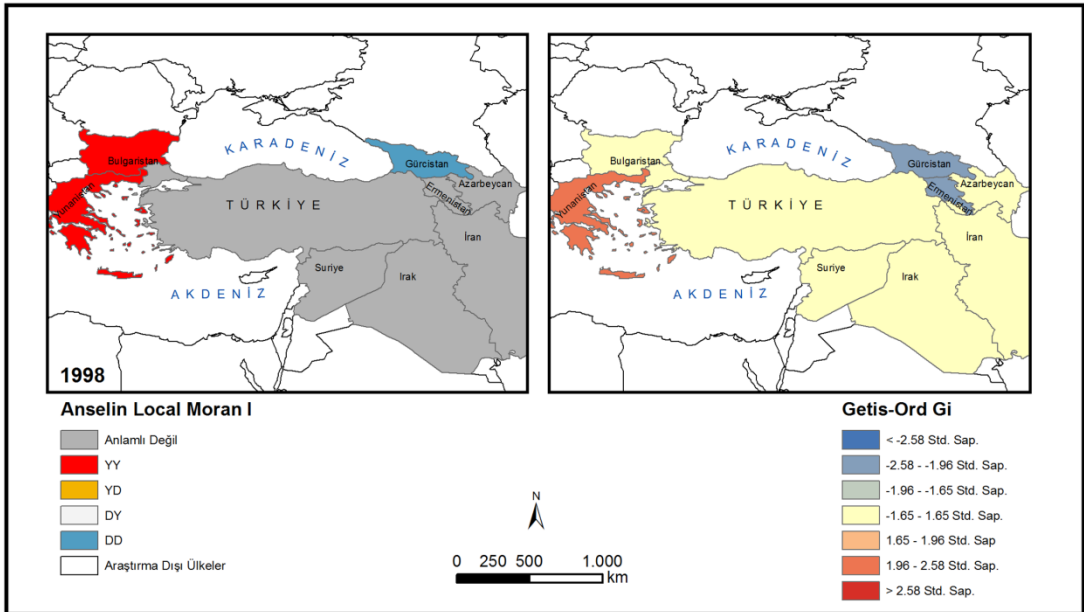 KARADENİZ
Bulgaristan
Gürcistan
Yunanistan
Ermenistan
Azarbeycan
TÜRKİYE
İran
Suriye
Irak
AKDENİZ
1998
KARADENİZ
Bulgaristan
Gürcistan
Yunanistan
Ermenistan
Azarbeycan
TÜRKİYE
İran
Suriye
Irak
AKDENİZ
Anselin Local Moran I
Anlamlı Değil
YY
YD
DY
DD
Araştırma Dışı Ülkeler
N
0 250 500 1.000
km
Getis-Ord Gi
< -2.58 Std. Sap.
-2.58 - -1.96 Std. Sap.
-1.96 - -1.65 Std. Sap.
-1.65 - 1.65 Std. Sap.
1.65 - 1.96 Std. Sap
1.96 - 2.58 Std. Sap.
> 2.58 Std. Sap.